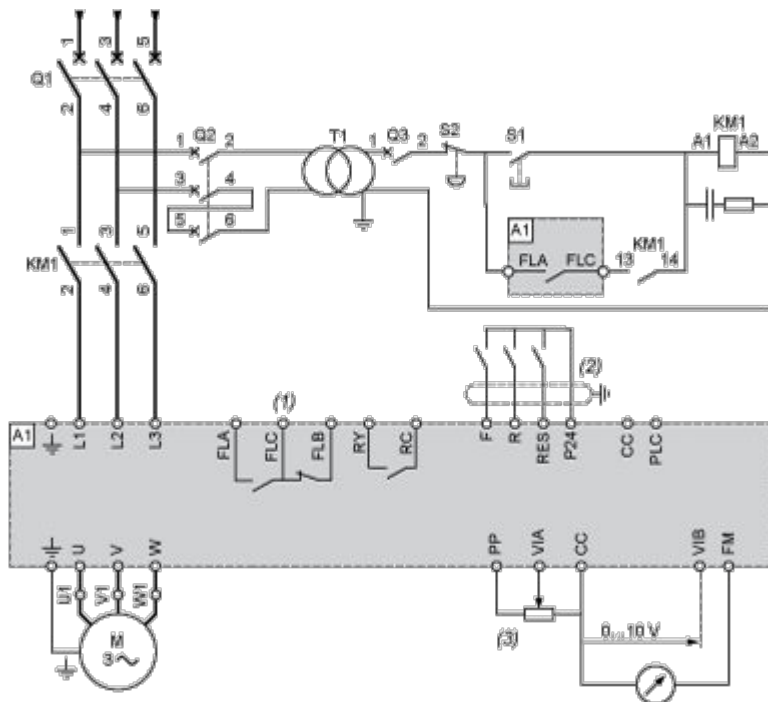 1 3 5
Q1
2 4 6
1 Q2 2
3 4
5 6
T1
1 Q3 2
S2
S1
KM1
A1 A2
A1
FLA FLC
KM1
13 14
1 3 5
KM1
2 4 6
(1)
(2)
A1
L1 L2 L3
FLA FLC FLB RY RC
F R RES P24
CC PLC
U V W
PP VIA CC
VIB FM
U1 V1 W1
M
3
(3)
0 ... 10 V